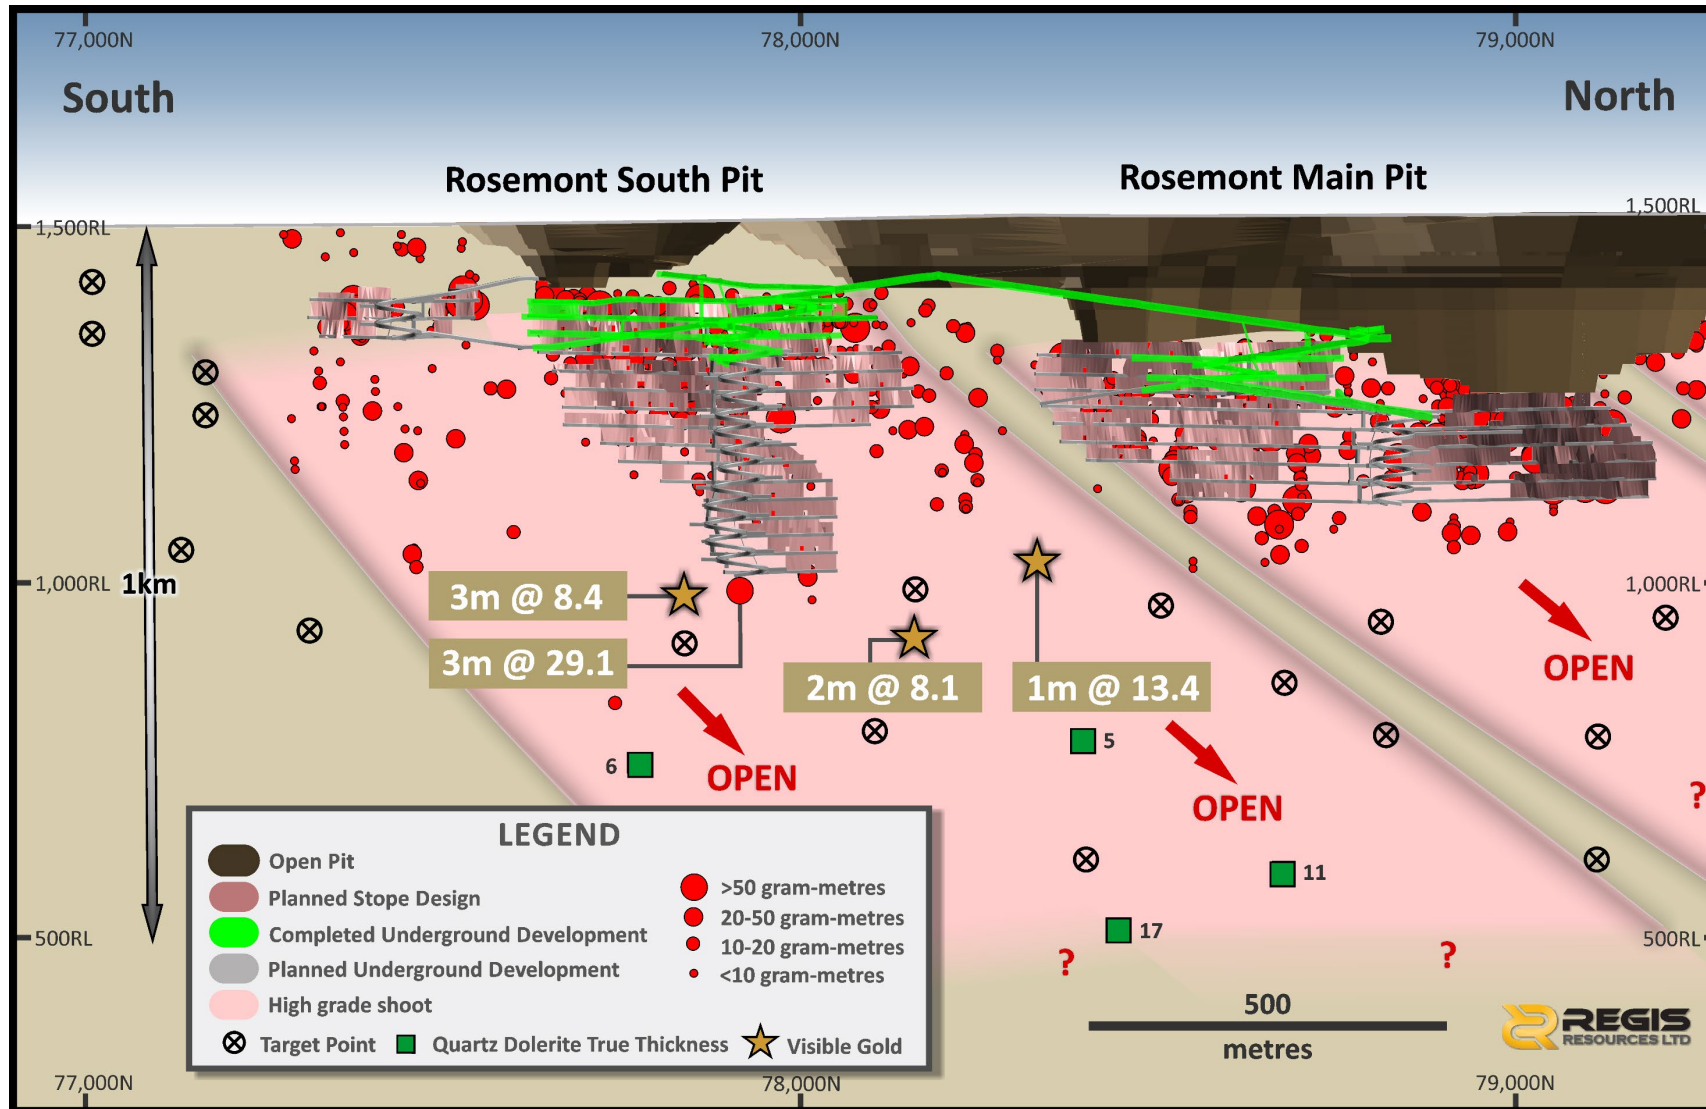 77,000N
78,000N
79,000N
South
North
Rosemont South Pit
Rosemont Main Pit
1,500RL
1,500RL
1,000RL
1km
1,000RL
3m @ 8.4
3m @ 29.1
2m @ 8.1
1m @ 13.4
OPEN
5
6
OPEN
OPEN
?
11
17
500RL
500RL
?
?
LEGEND
Open Pit
Planned Stope Design
Completed Underground Development
Planned Underground Development
High grade shoot
>50 gram-metres
20-50 gram-metres
10-20 gram-metres
<10 gram-metres
Target Point
Quartz Dolerite True Thickness
Visible Gold
500
metres
REGIS
RESOURCES LTD
77,000N
78,000N
79,000N